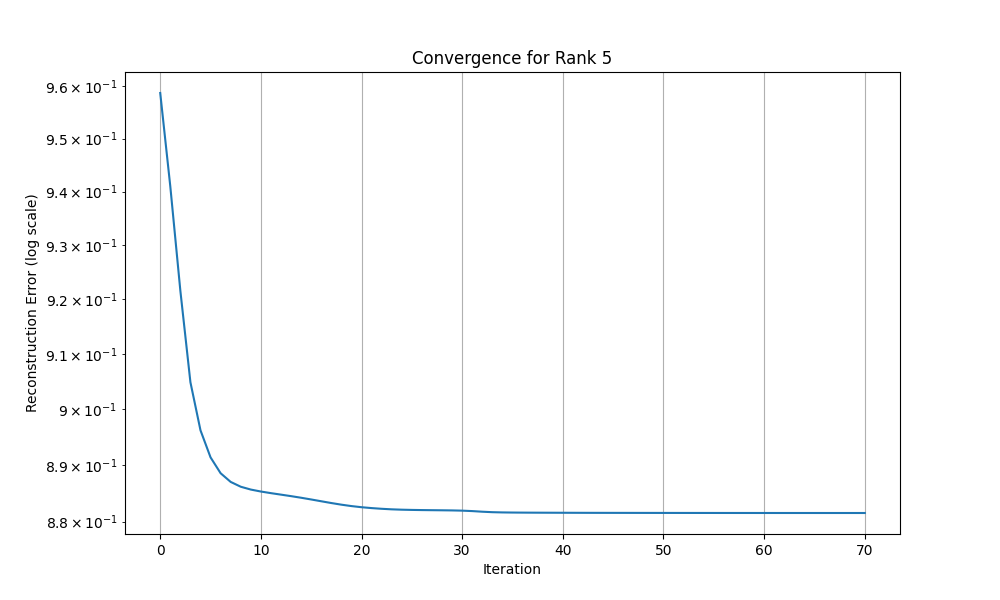 Convergence for Rank 5
Reconstruction Error (log scale)
9.6 × 10⁻¹
9.5 × 10⁻¹
9.4 × 10⁻¹
9.3 × 10⁻¹
9.2 × 10⁻¹
9.1 × 10⁻¹
9 × 10⁻¹
8.9 × 10⁻¹
8.8 × 10⁻¹
0 10 20 30 40 50 60 70
Iteration